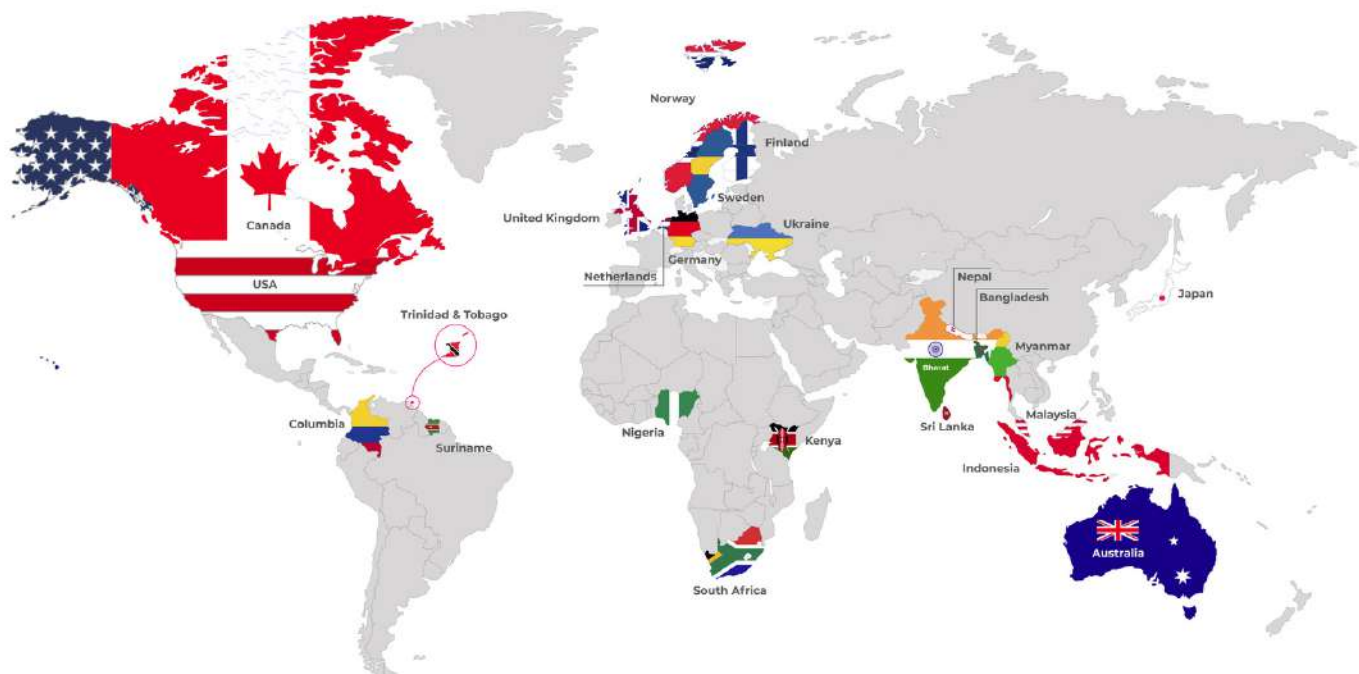 Norway
Finland
Canada
Sweden
United Kingdom
Ukraine
Germany
Netherlands
USA
Nepal
Bangladesh
Japan
Trinidad & Tobago
Myanmar
Bharat
Columbia
Malaysia
Suriname
Nigeria
Kenya
Sri Lanka
Indonesia
Australia
South Africa